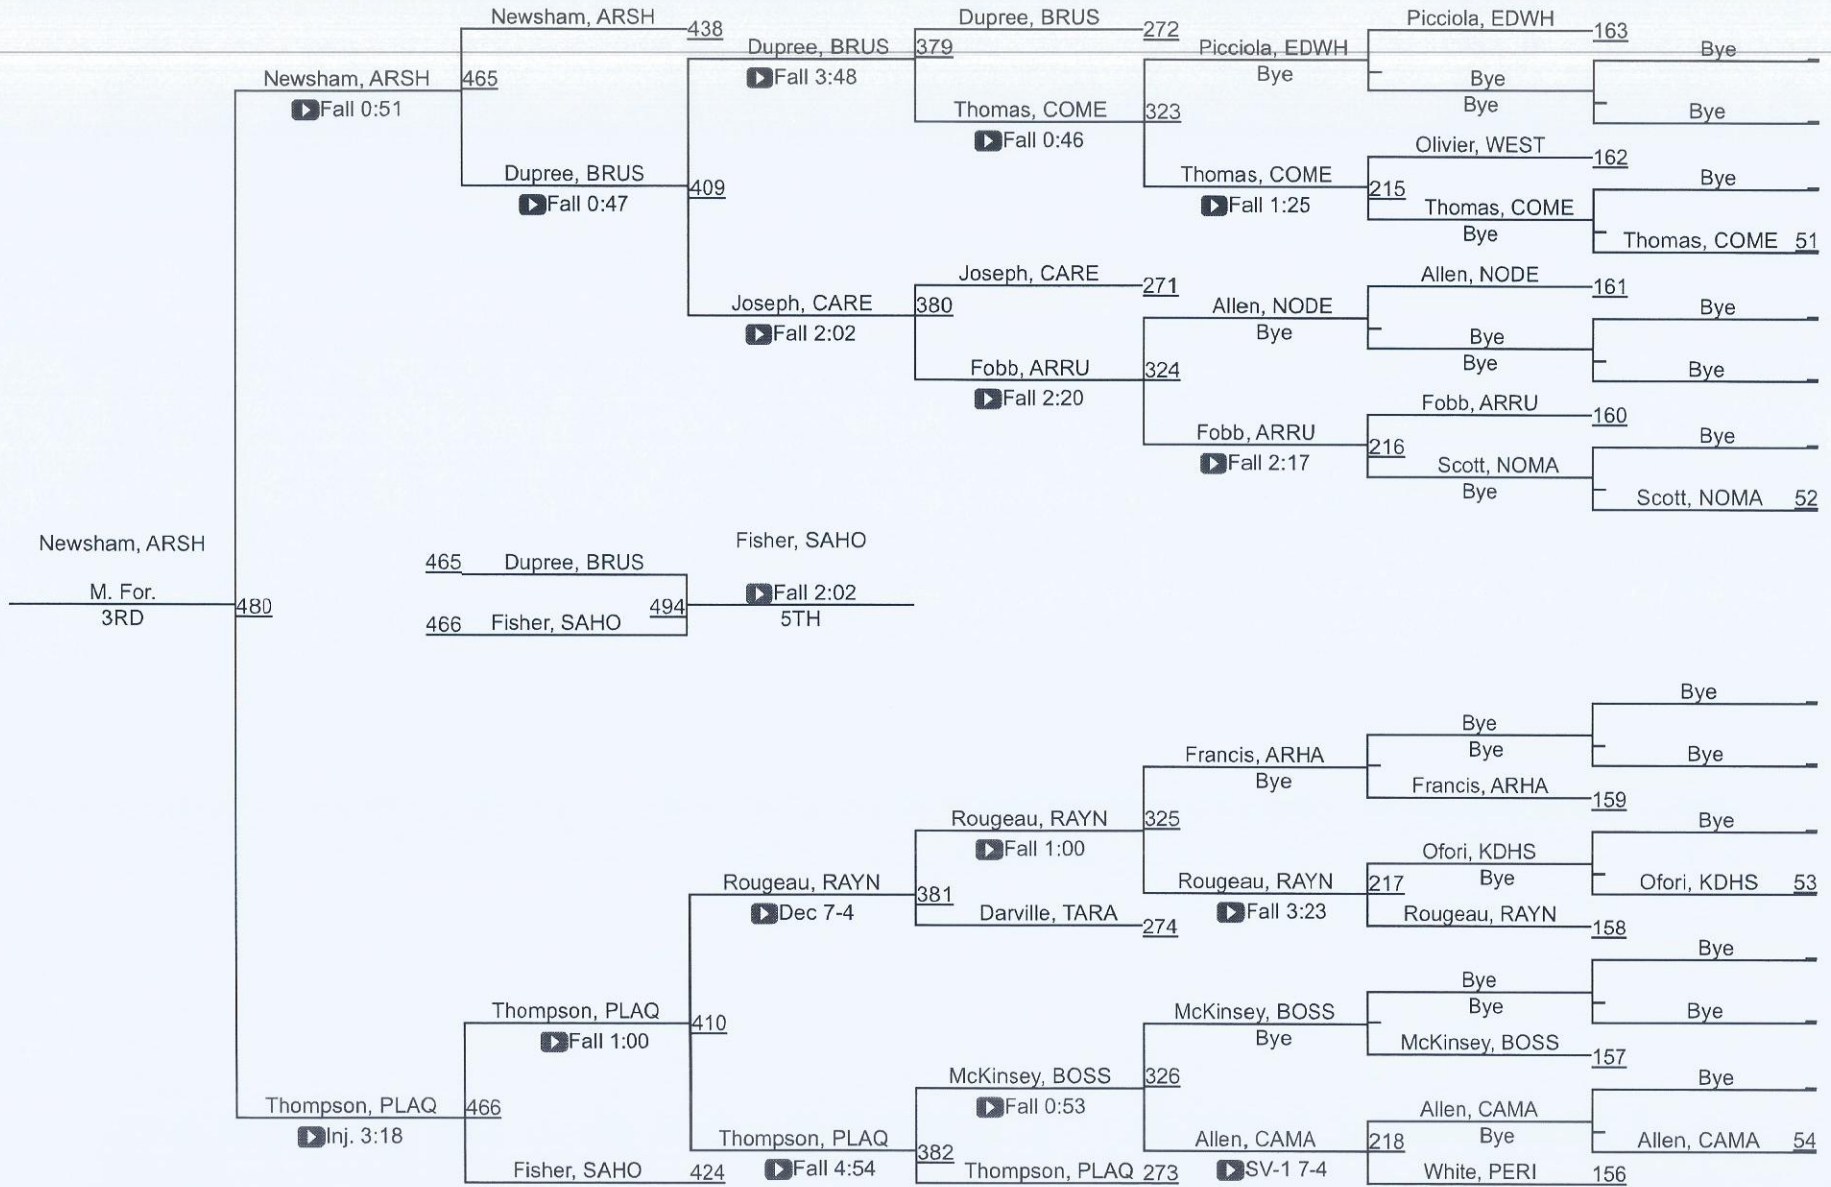 Newsham, ARSH
438
Dupree, BRUS
272
Picciola, EDWH
163
Bye
Dupree, BRUS
379
Fall 3:48
Picciola, EDWH
Bye
Newsham, ARSH
465
Fall 0:51
Bye
Bye
Bye
Thomas, COME
323
Fall 0:46
Olivier, WEST
162
Bye
Dupree, BRUS
409
Fall 0:47
Thomas, COME
215
Fall 1:25
Thomas, COME
Bye
Thomas, COME 51
Joseph, CARE
271
Allen, NODE
161
Joseph, CARE
380
Fall 2:02
Allen, NODE
Bye
Bye
Bye
Bye
Bye
Fobb, ARRU
324
Fall 2:20
Fobb, ARRU
160
Bye
Fobb, ARRU
216
Fall 2:17
Scott, NOMA
Bye
Scott, NOMA 52
Newsham, ARSH
M. For.
3RD
480
465 Dupree, BRUS
466 Fisher, SAHO
494
Fisher, SAHO
Fall 2:02
5TH
Bye
Bye
Bye
Bye
Francis, ARHA
Bye
Francis, ARHA
159
Rougeau, RAYN
325
Fall 1:00
Bye
Ofori, KDHS
Bye
Rougeau, RAYN
381
Dec 7-4
Rougeau, RAYN
217
Fall 3:23
Ofori, KDHS 53
Darville, TARA
274
Rougeau, RAYN
158
Bye
Thompson, PLAQ
410
Fall 1:00
McKinsey, BOSS
Bye
Bye
Bye
Bye
McKinsey, BOSS
157
McKinsey, BOSS
326
Fall 0:53
Bye
Thompson, PLAQ
466
Inj. 3:18
Allen, CAMA
Bye
Thompson, PLAQ
382
Fall 4:54
Allen, CAMA
218
SV-1 7-4
Allen, CAMA 54
Fisher, SAHO
424
Thompson, PLAQ 273
White, PERI
156